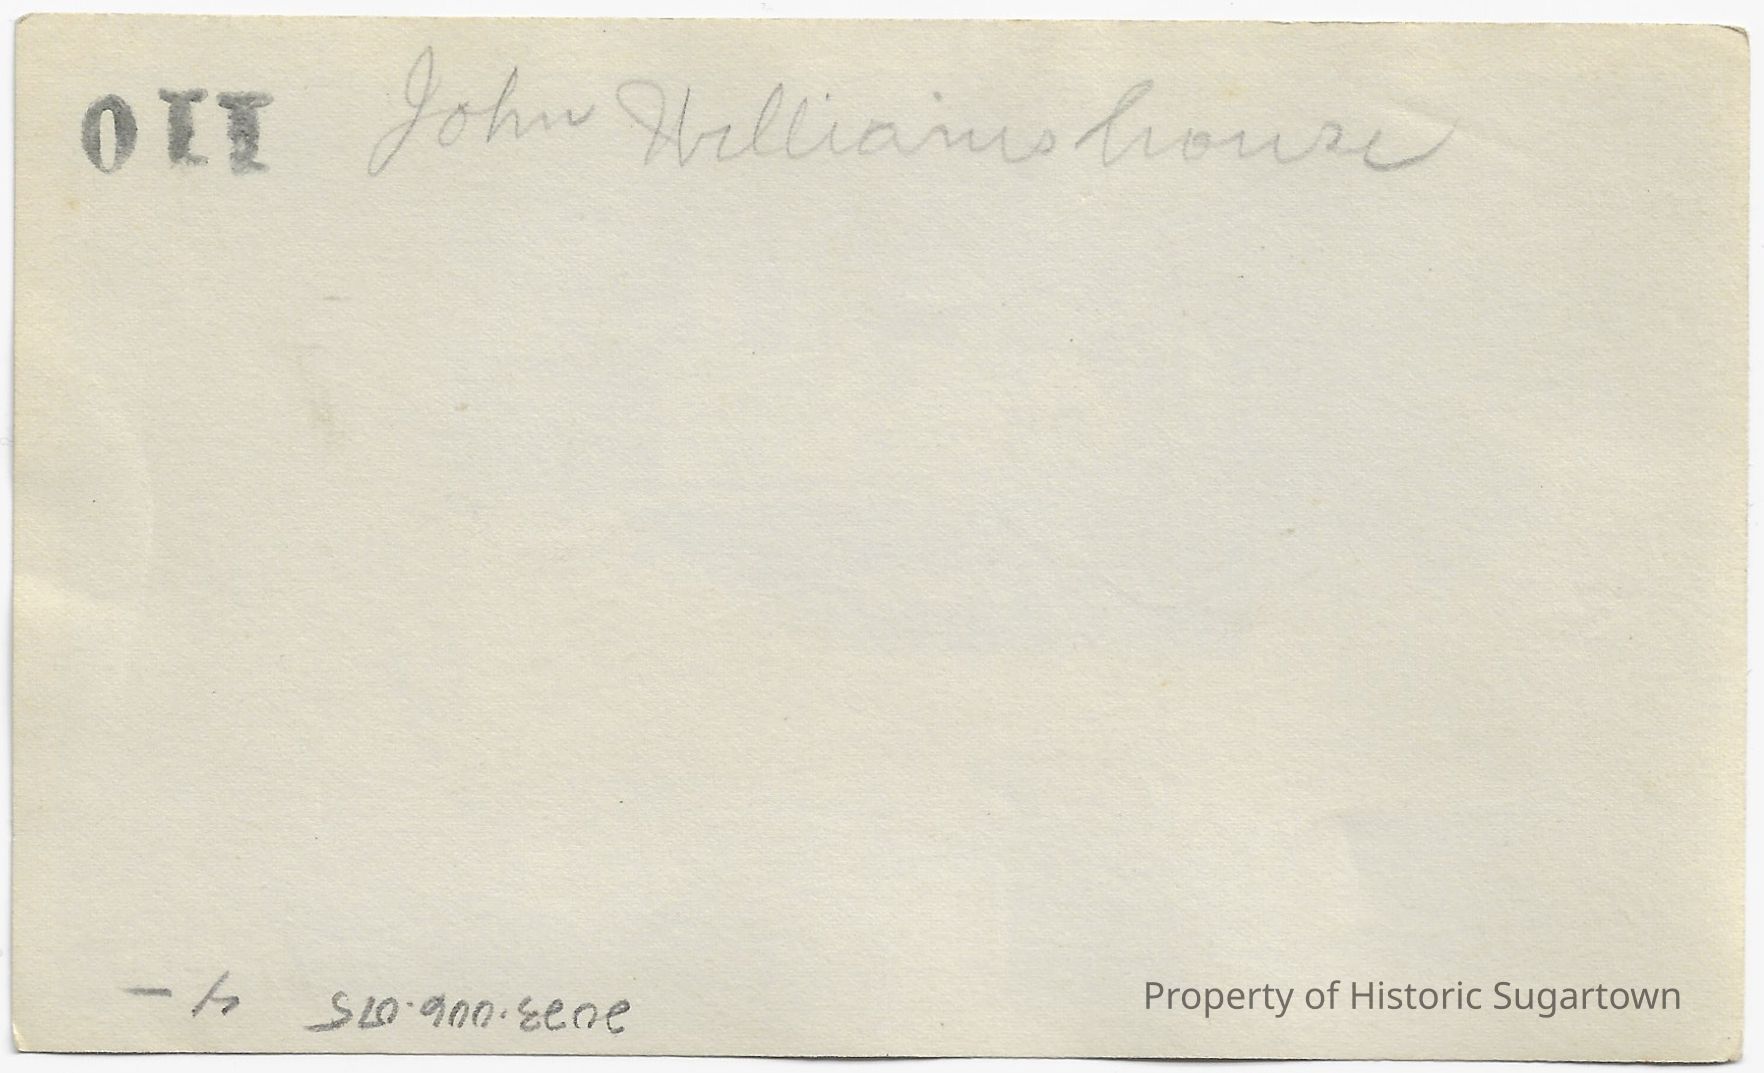 110 John Williams house
2023.006.075 4 -
Property of Historic Sugartown